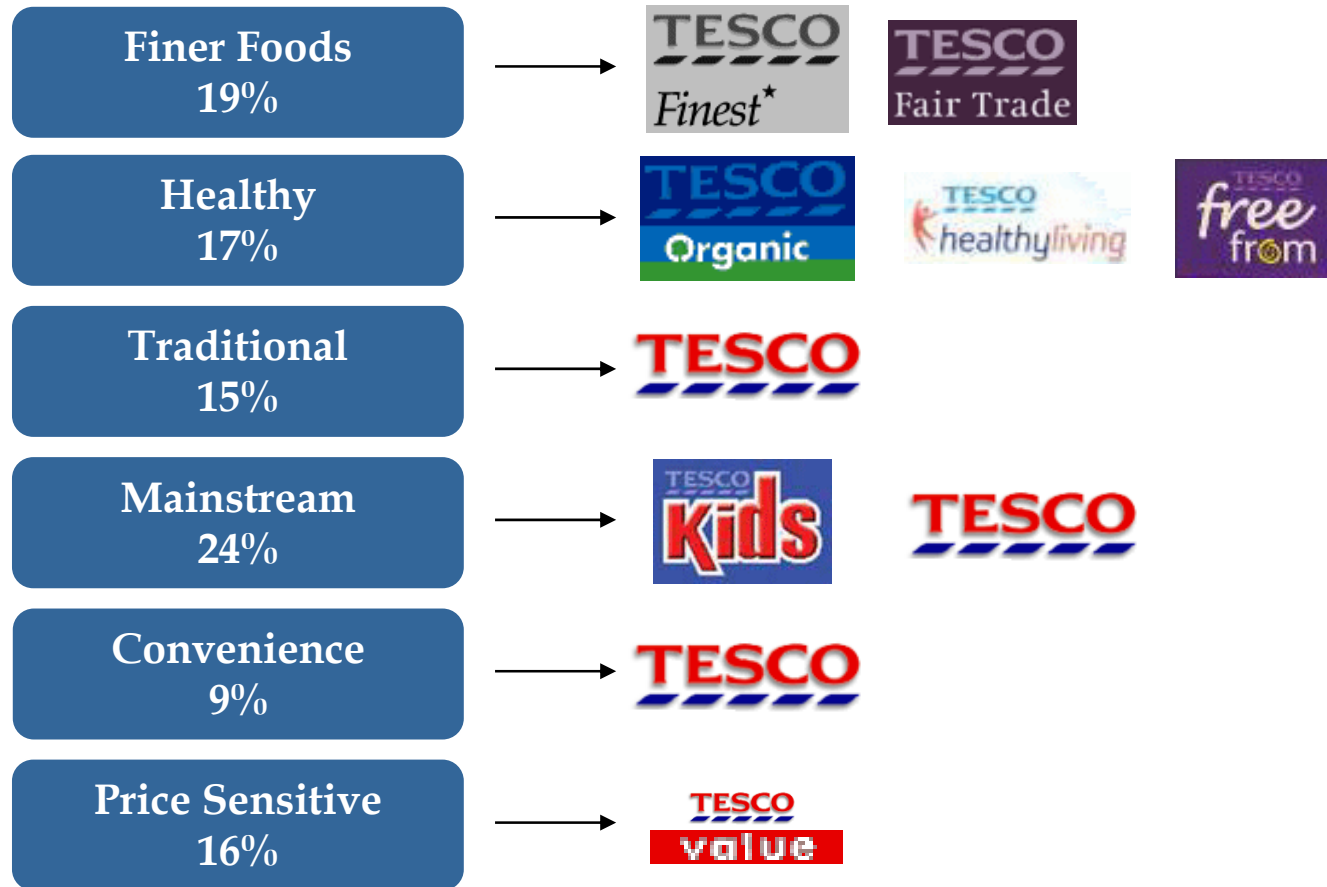 Finer Foods
19%
TESCO
Finest*
TESCO
Fair Trade
Healthy
17%
TESCO
Organic
TESCO
healthyliving
TESCO
free
from
Traditional
15%
TESCO
Mainstream
24%
TESCO
Kids
TESCO
Convenience
9%
TESCO
Price Sensitive
16%
TESCO
value